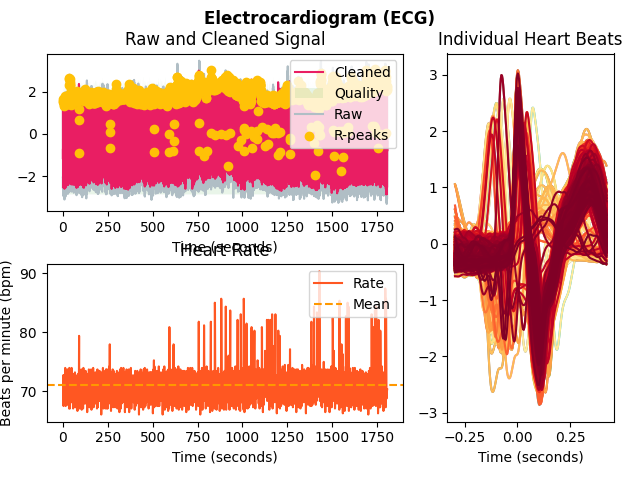 Electrocardiogram (ECG)
Raw and Cleaned Signal
Cleaned
Quality
Raw
R-peaks
2
0
−2
0
250
500
750
1000
1250
1500
1750
Time (seconds)
Heart Rate
Rate
Mean
Beats per minute (bpm)
90
80
70
0
250
500
750
1000
1250
1500
1750
Time (seconds)
Individual Heart Beats
3
2
1
0
−1
−2
−3
−0.25
0.00
0.25
Time (seconds)